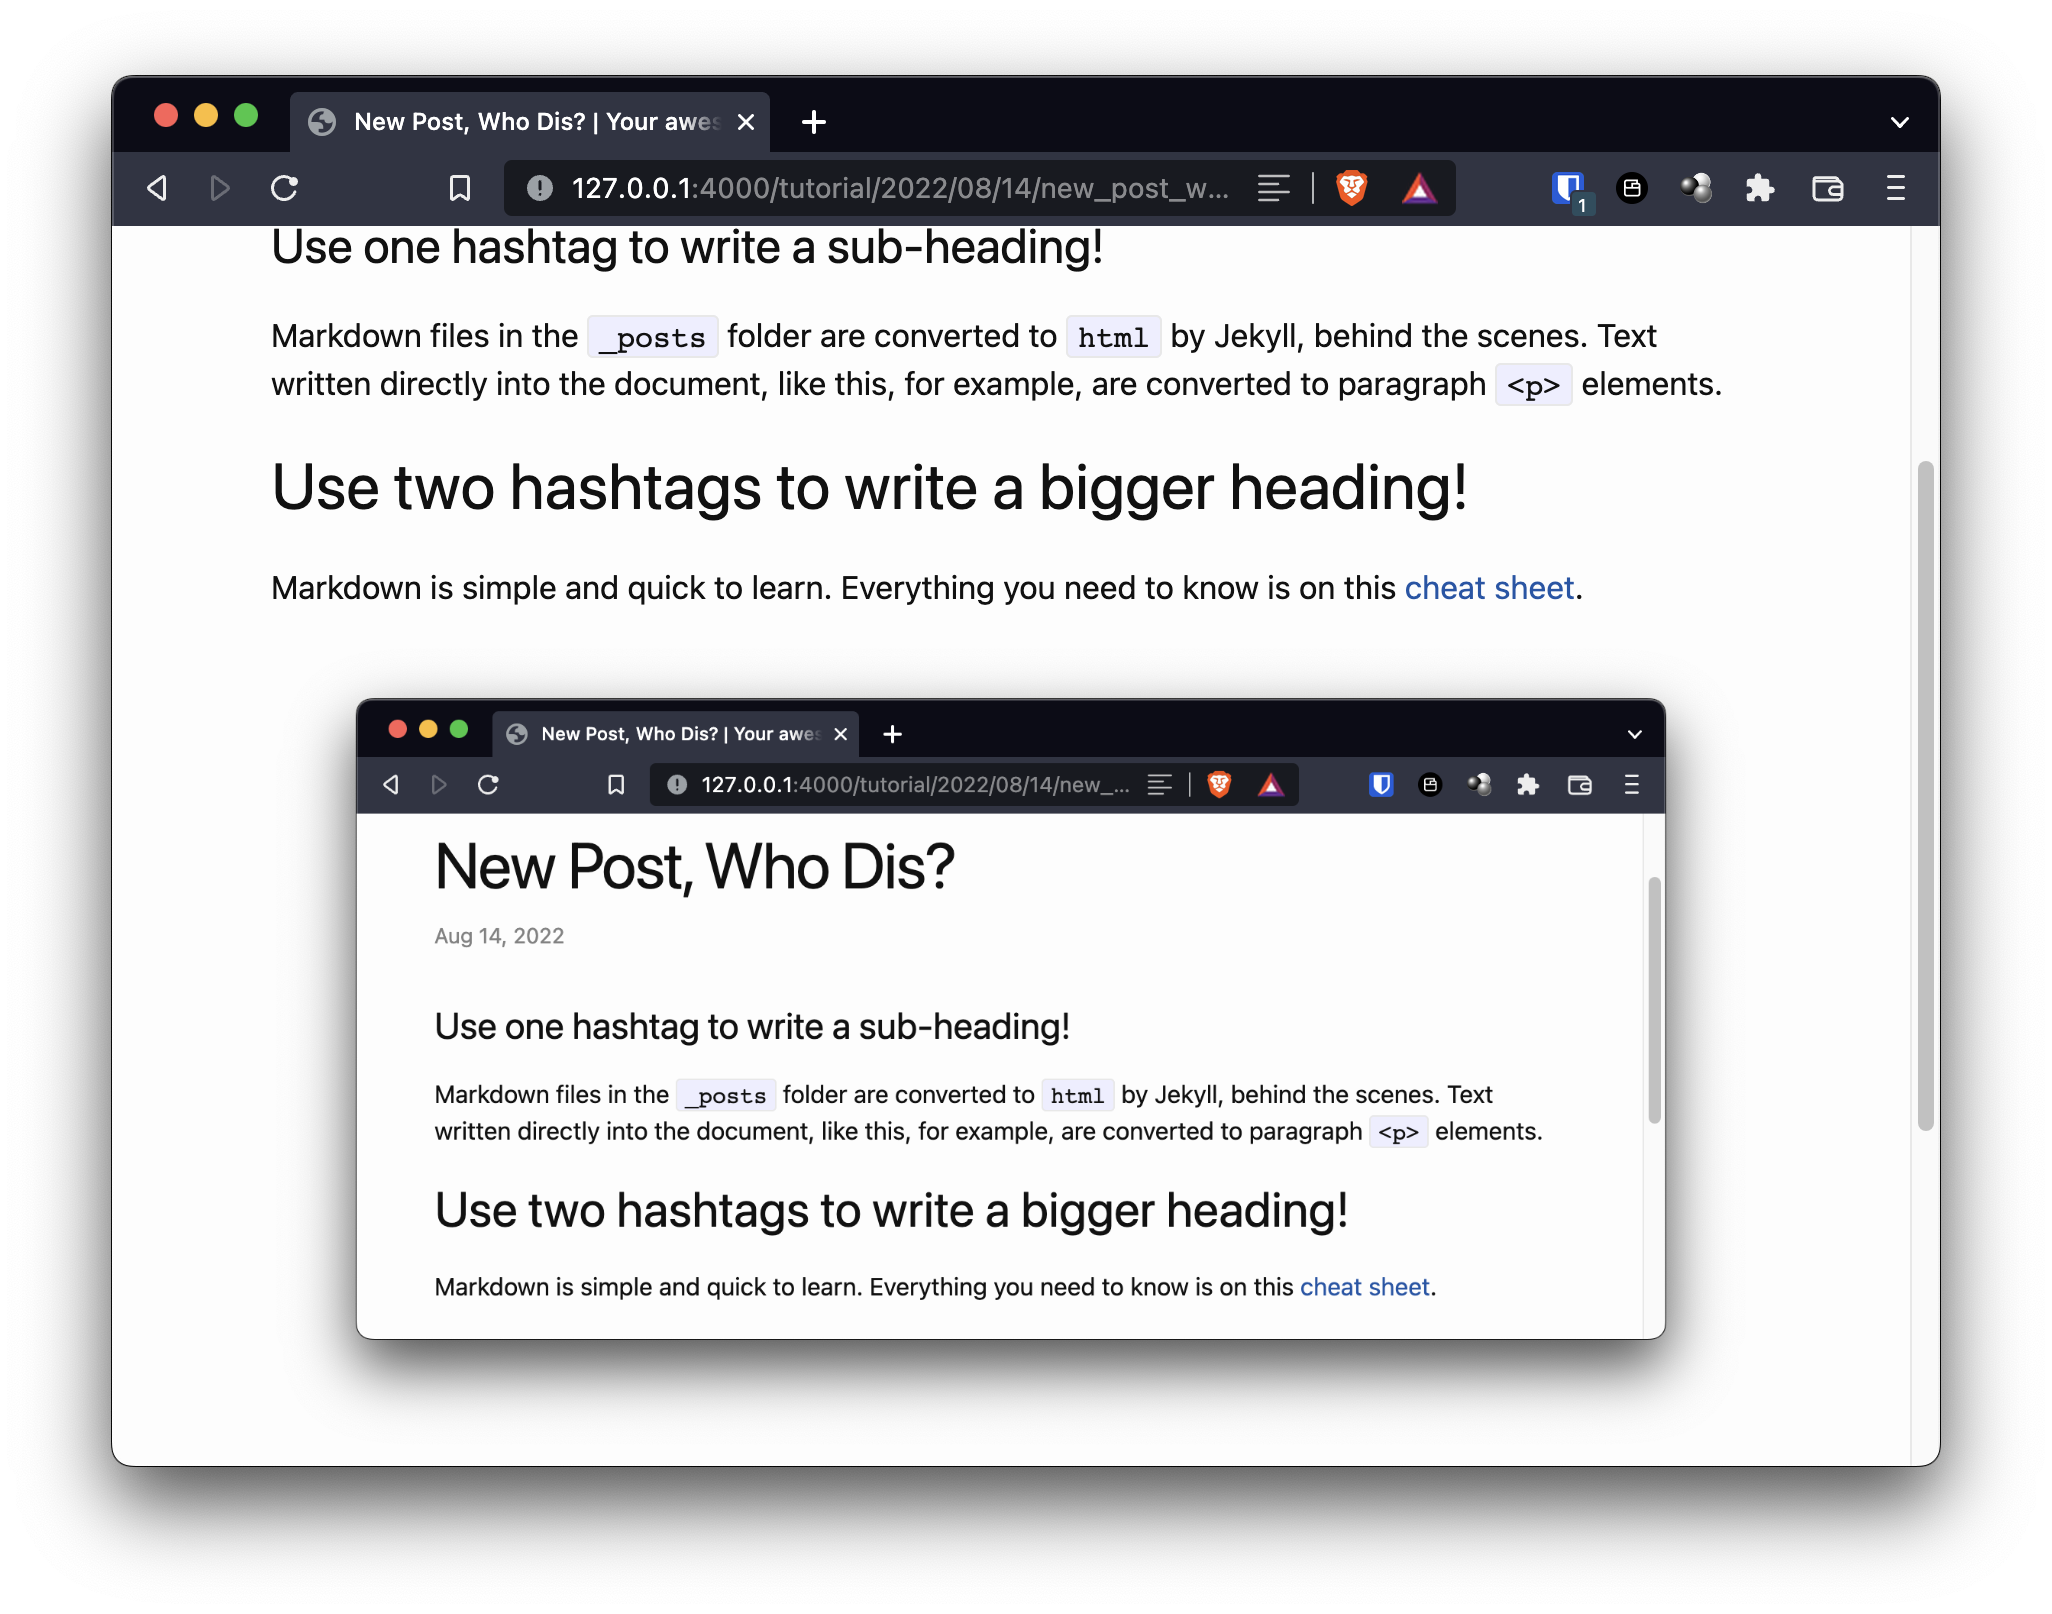 New Post, Who Dis? | Your awes
127.0.0.1:4000/tutorial/2022/08/14/new_post_w...
1
Use one hashtag to write a sub-heading!
Markdown files in the _posts folder are converted to html by Jekyll, behind the scenes. Text
written directly into the document, like this, for example, are converted to paragraph <p> elements.
Use two hashtags to write a bigger heading!
Markdown is simple and quick to learn. Everything you need to know is on this cheat sheet.
New Post, Who Dis? | Your awes
127.0.0.1:4000/tutorial/2022/08/14/new_...
New Post, Who Dis?
Aug 14, 2022
Use one hashtag to write a sub-heading!
Markdown files in the _posts folder are converted to html by Jekyll, behind the scenes. Text
written directly into the document, like this, for example, are converted to paragraph <p> elements.
Use two hashtags to write a bigger heading!
Markdown is simple and quick to learn. Everything you need to know is on this cheat sheet.